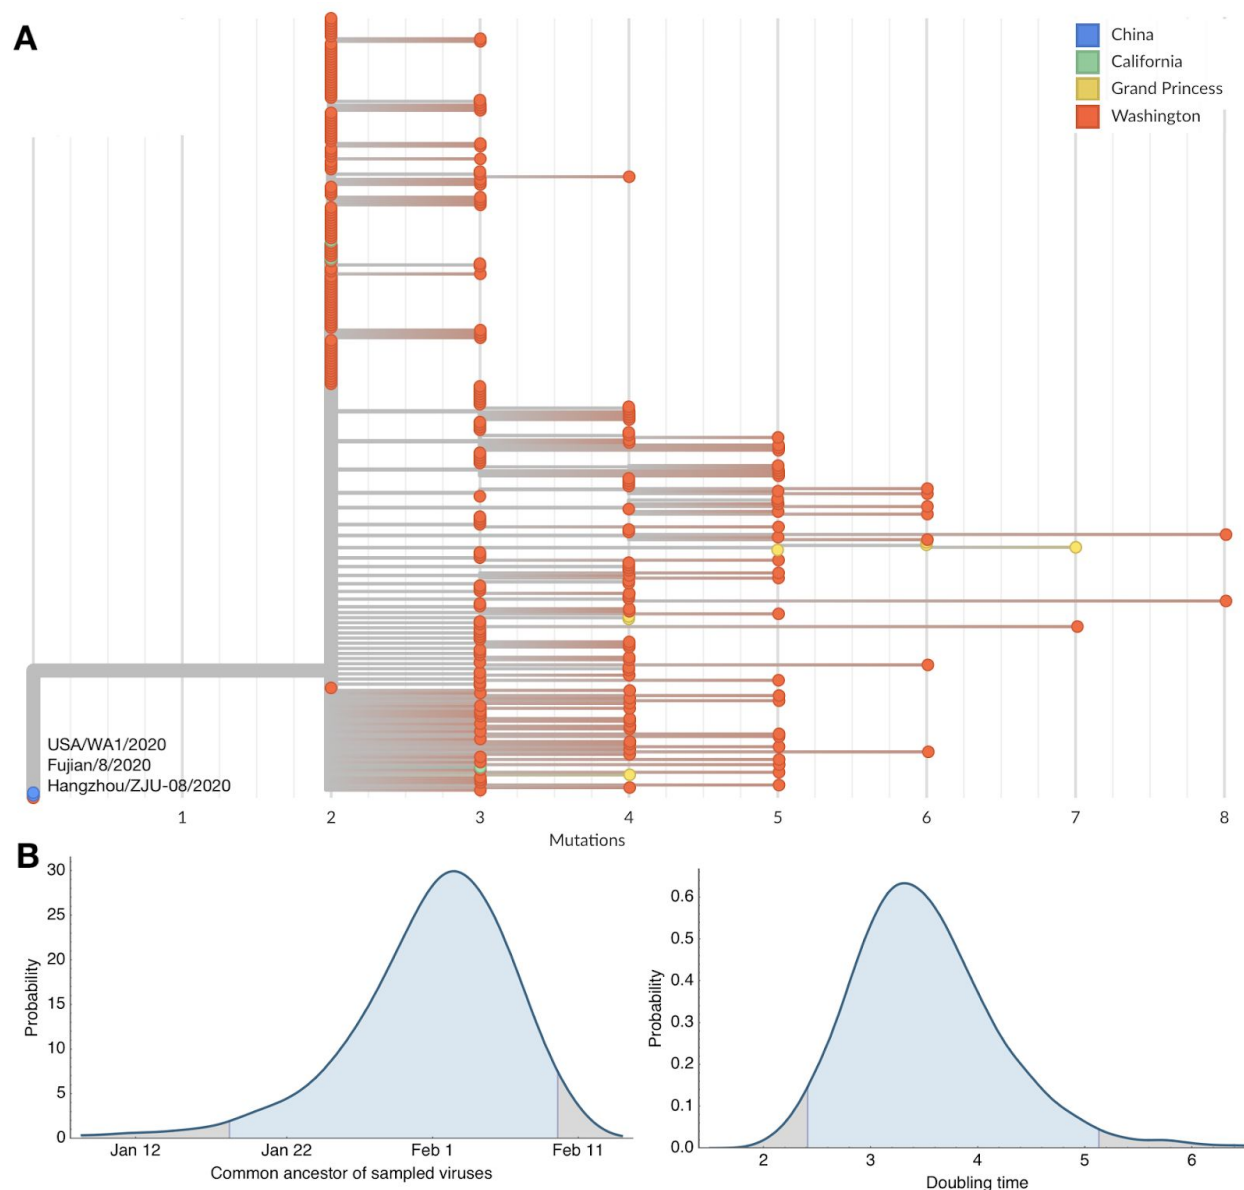 A
China
California
Grand Princess
Washington
USA/WA1/2020
Fujian/8/2020
Hangzhou/ZJU-08/2020
1 2 3 4 5 6 7 8
Mutations
B
30
25
20
15
10
5
0
Probability
Jan 12 Jan 22 Feb 1 Feb 11
Common ancestor of sampled viruses
0.6
0.5
0.4
0.3
0.2
0.1
0.0
Probability
2 3 4 5 6
Doubling time